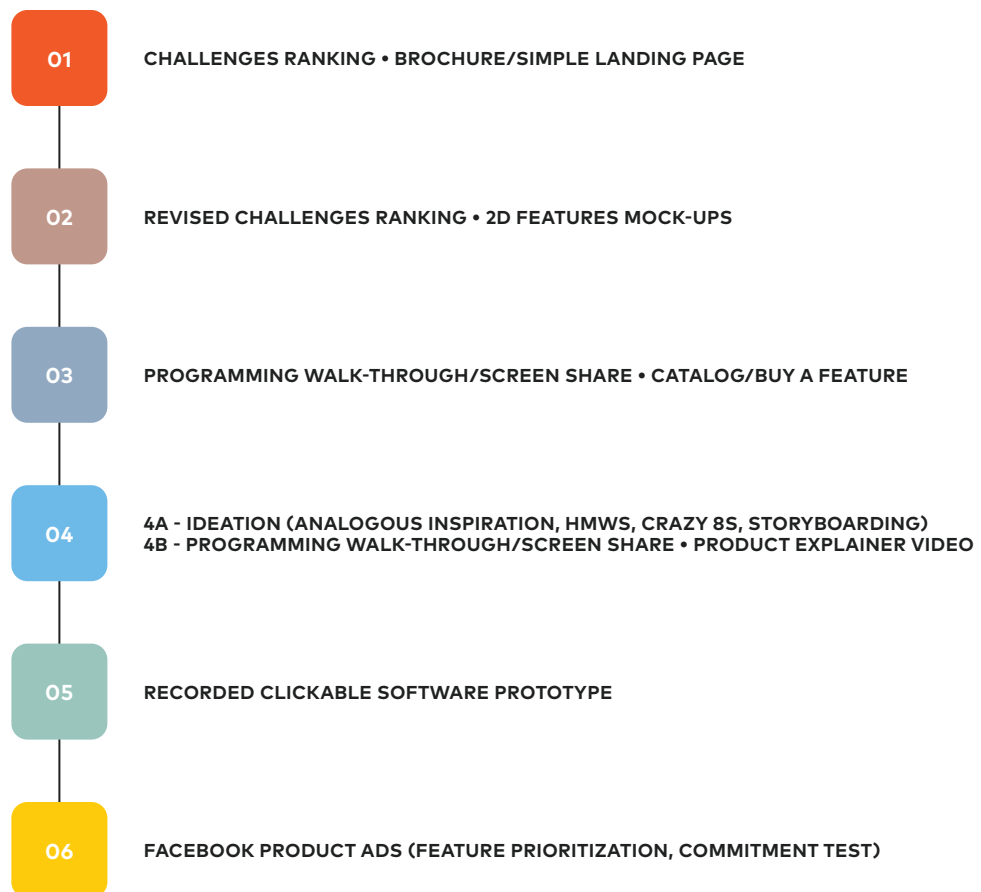 01
CHALLENGES RANKING • BROCHURE/SIMPLE LANDING PAGE
02
REVISED CHALLENGES RANKING • 2D FEATURES MOCK-UPS
03
PROGRAMMING WALK-THROUGH/SCREEN SHARE • CATALOG/BUY A FEATURE
04
4A - IDEATION (ANALOGOUS INSPIRATION, HMWS, CRAZY 8S, STORYBOARDING)
4B - PROGRAMMING WALK-THROUGH/SCREEN SHARE • PRODUCT EXPLAINER VIDEO
05
RECORDED CLICKABLE SOFTWARE PROTOTYPE
06
FACEBOOK PRODUCT ADS (FEATURE PRIORITIZATION, COMMITMENT TEST)